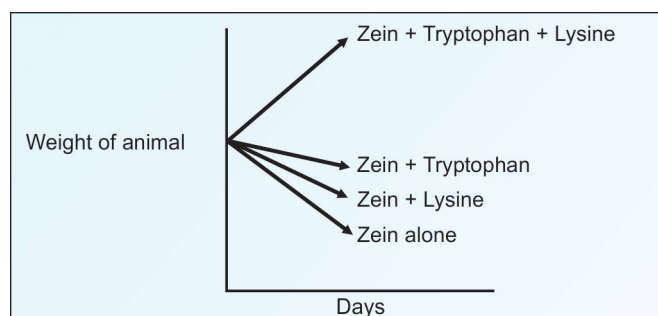 Zein + Tryptophan + Lysine
Weight of animal
Zein + Tryptophan
Zein + Lysine
Zein alone
Days